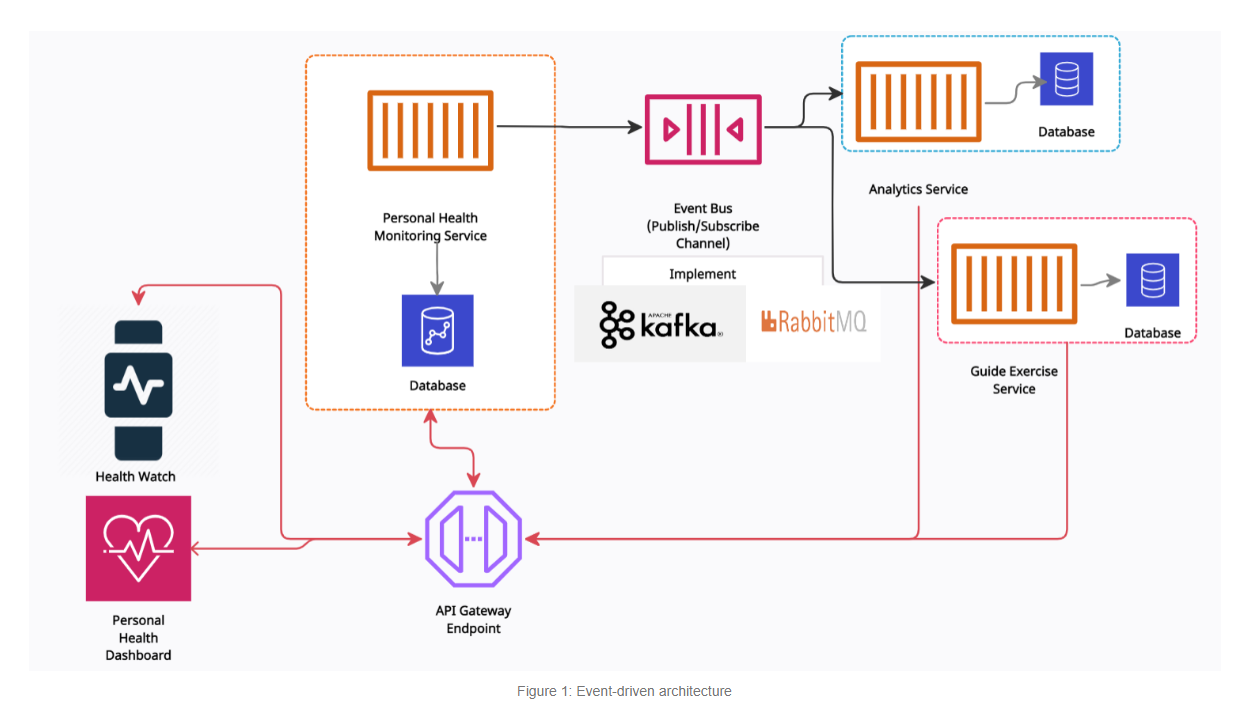 Personal Health
Monitoring Service
Database
Event Bus
(Publish/Subscribe
Channel)
Implement
APACHE
kafka®
RabbitMQ
Database
Analytics Service
Database
Guide Exercise
Service
Health Watch
Personal
Health
Dashboard
API Gateway
Endpoint
Figure 1: Event-driven architecture